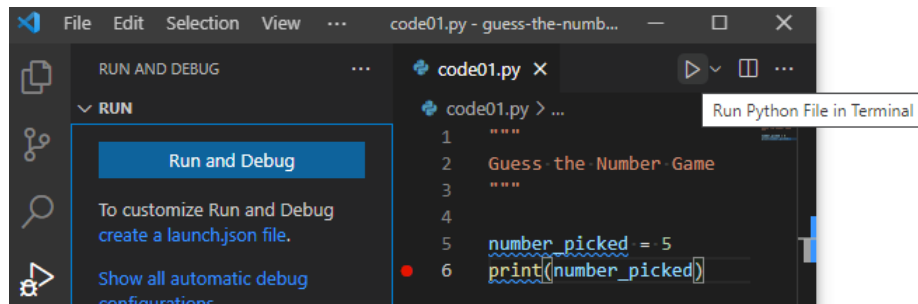 File Edit Selection View ··· code01.py - guess-the-numb...
RUN AND DEBUG ···
code01.py
RUN
code01.py > ...
Run Python File in Terminal
Run and Debug
To customize Run and Debug
create a launch.json file.
Show all automatic debug
configurations
1 """
2 Guess the Number Game
3 """
4
5 number_picked = 5
6 print(number_picked)